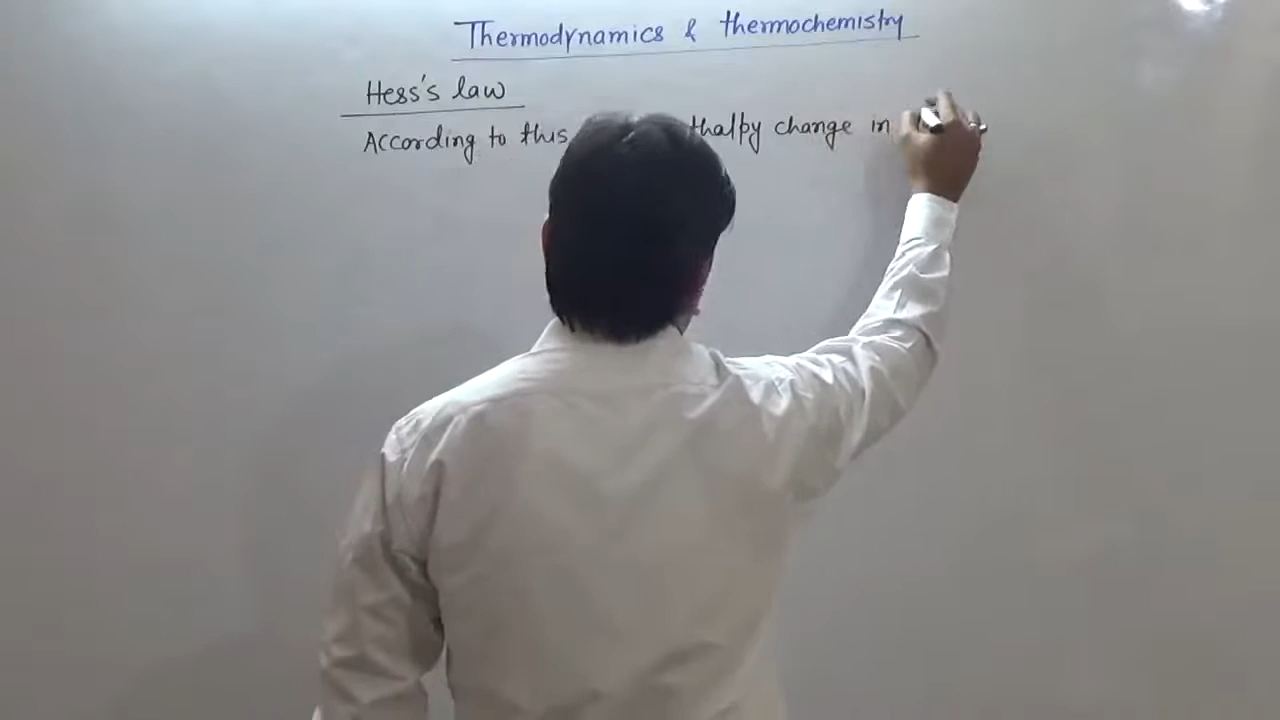 Thermodynamics & thermochemistry
Hess's law
According to this thalpy change in